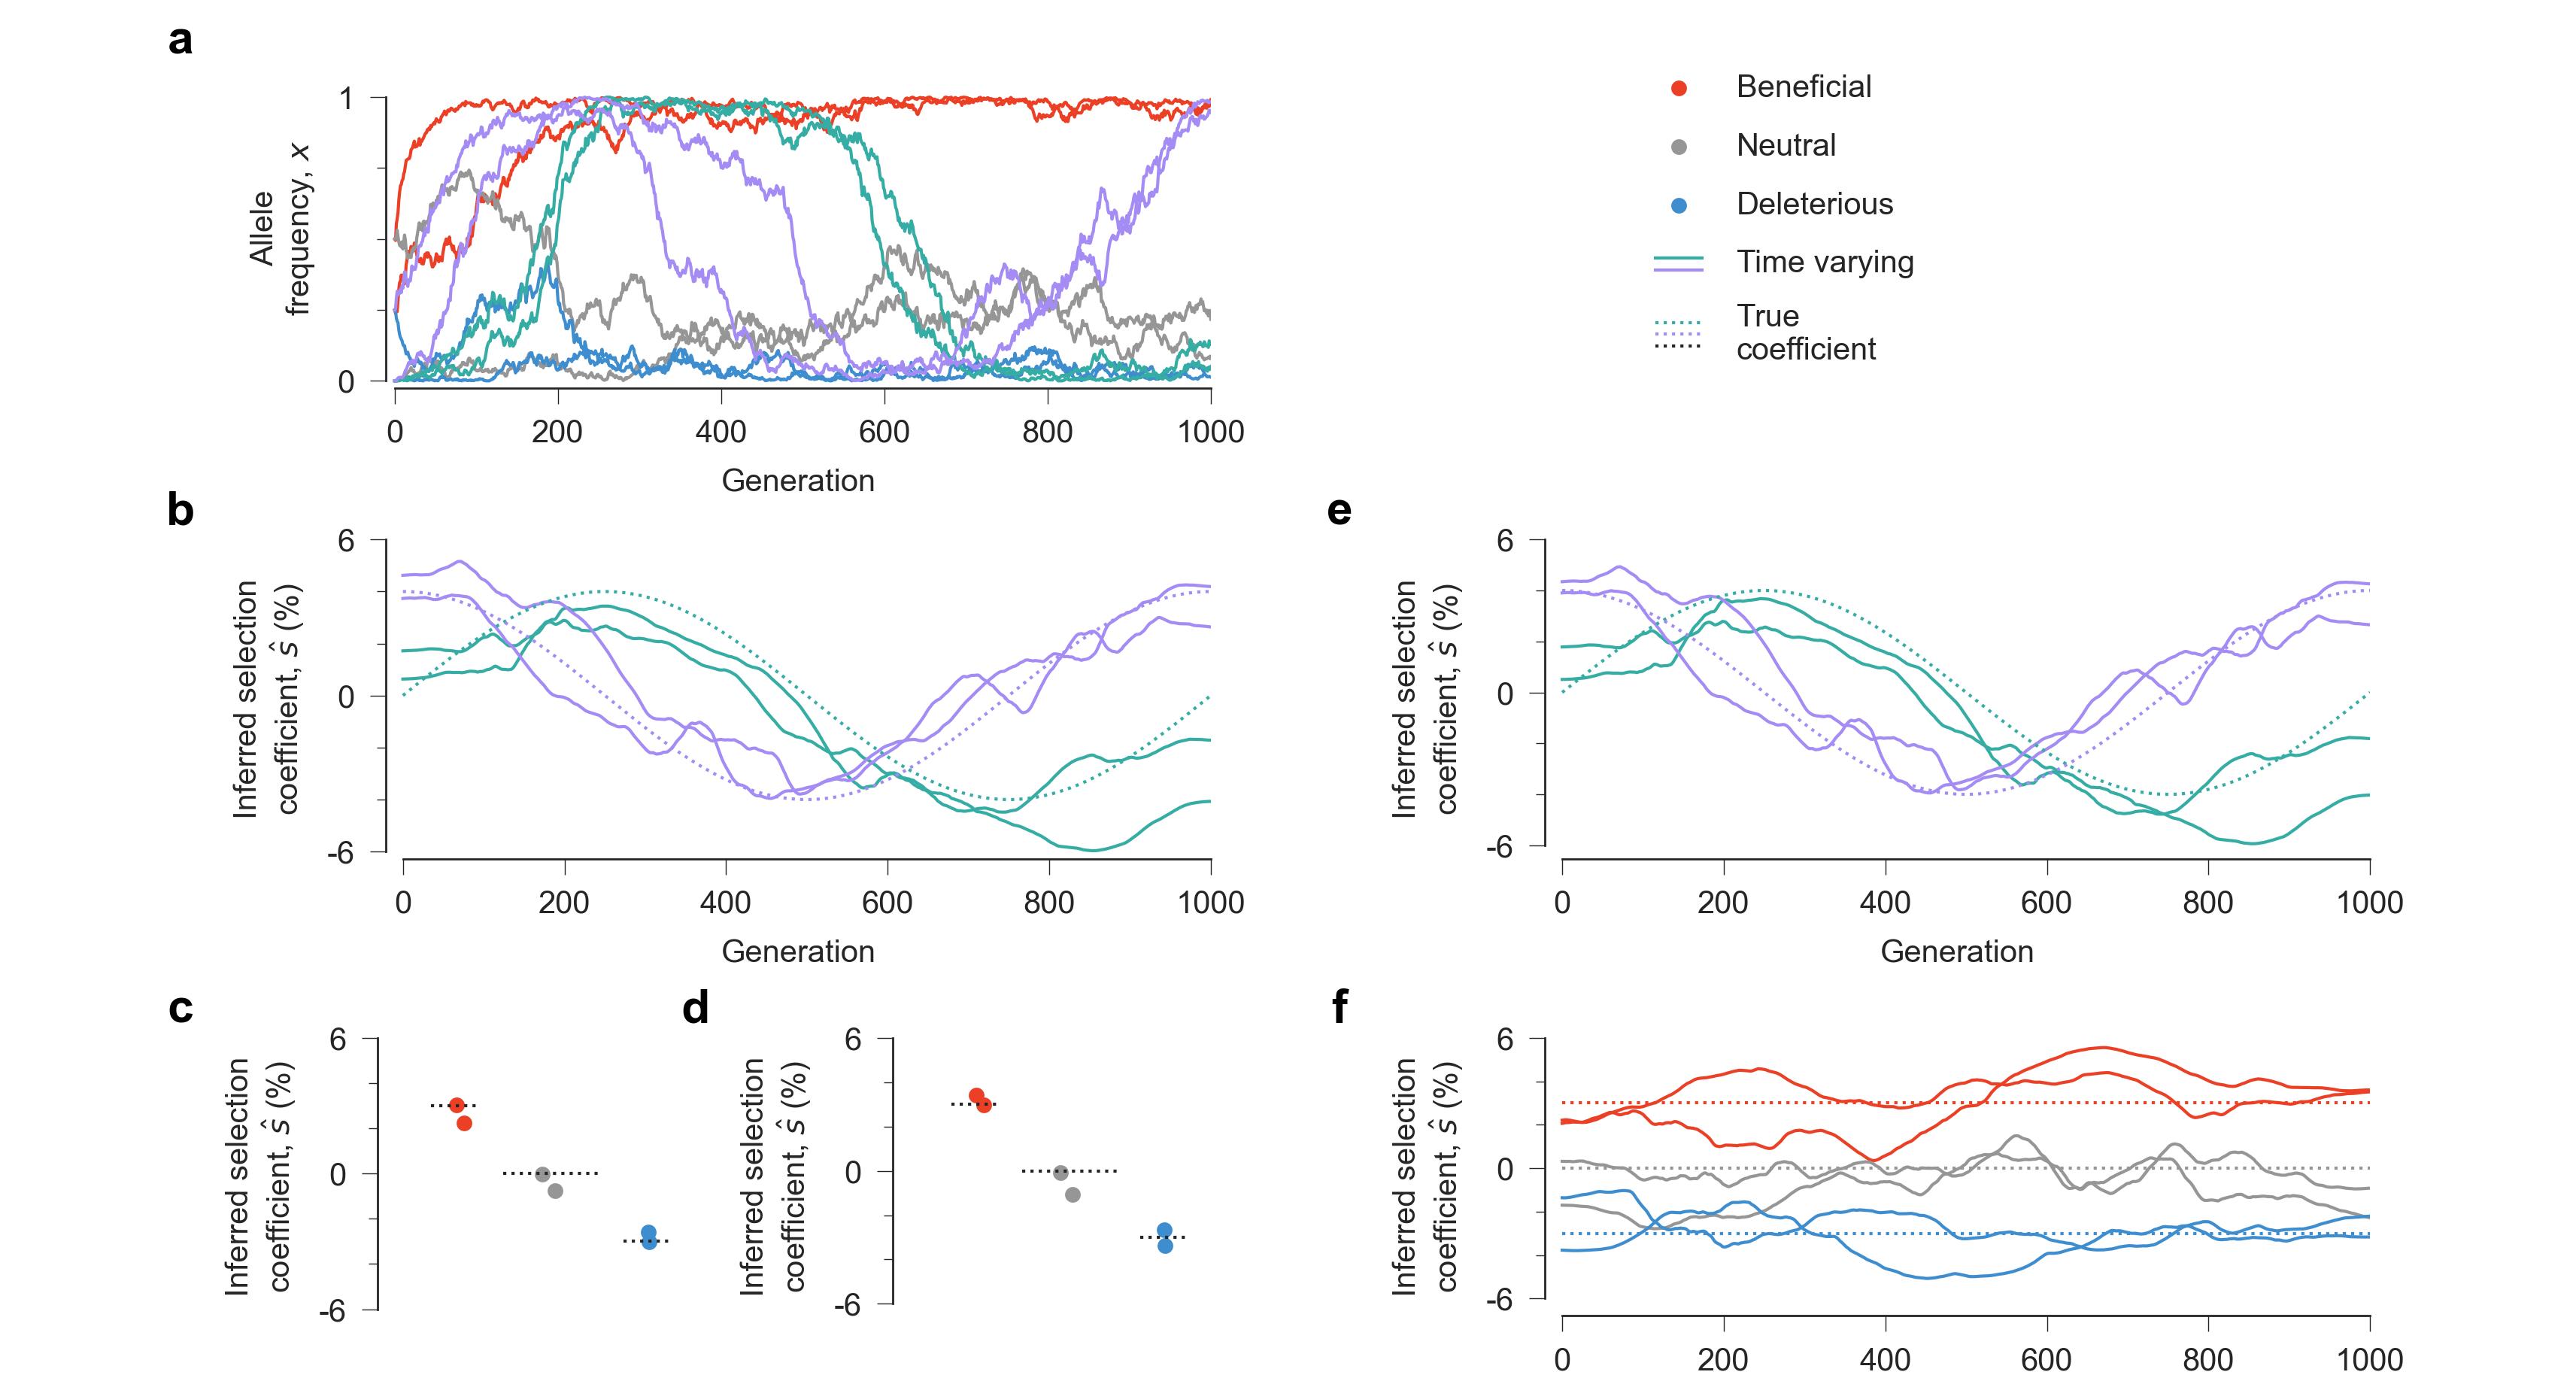 a
1
0
Allele
frequency, x
0 200 400 600 800 1000
Generation
Beneficial
Neutral
Deleterious
Time varying
True
coefficient
b
6
0
-6
Inferred selection
coefficient, ŝ (%)
0 200 400 600 800 1000
Generation
e
6
0
-6
Inferred selection
coefficient, ŝ (%)
0 200 400 600 800 1000
Generation
c
6
0
-6
Inferred selection
coefficient, ŝ (%)
d
6
0
-6
Inferred selection
coefficient, ŝ (%)
f
6
0
-6
Inferred selection
coefficient, ŝ (%)
0 200 400 600 800 1000